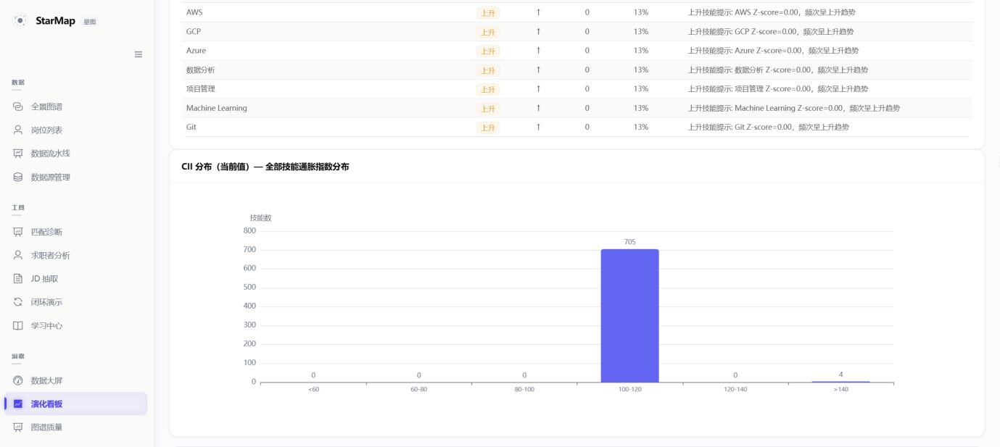 StarMap 星图
数据
全景图谱
岗位列表
数据流水线
数据源管理
工具
匹配诊断
求职者分析
JD 抽取
闭环演示
学习中心
洞察
数据大屏
演化看板
图谱质量
AWS 上升 ↑ 0 13% 上升技能提示: AWS Z-score=0.00，频次呈上升趋势
GCP 上升 ↑ 0 13% 上升技能提示: GCP Z-score=0.00，频次呈上升趋势
Azure 上升 ↑ 0 13% 上升技能提示: Azure Z-score=0.00，频次呈上升趋势
数据分析 上升 ↑ 0 13% 上升技能提示: 数据分析 Z-score=0.00，频次呈上升趋势
项目管理 上升 ↑ 0 13% 上升技能提示: 项目管理 Z-score=0.00，频次呈上升趋势
Machine Learning 上升 ↑ 0 13% 上升技能提示: Machine Learning Z-score=0.00，频次呈上升趋势
Git 上升 ↑ 0 13% 上升技能提示: Git Z-score=0.00，频次呈上升趋势
CII 分布（当前值）— 全部技能通胀指数分布
技能数
800
700
600
500
400
300
200
100
0
0 0 0 705 0 4
<60 60-80 80-100 100-120 120-140 >140